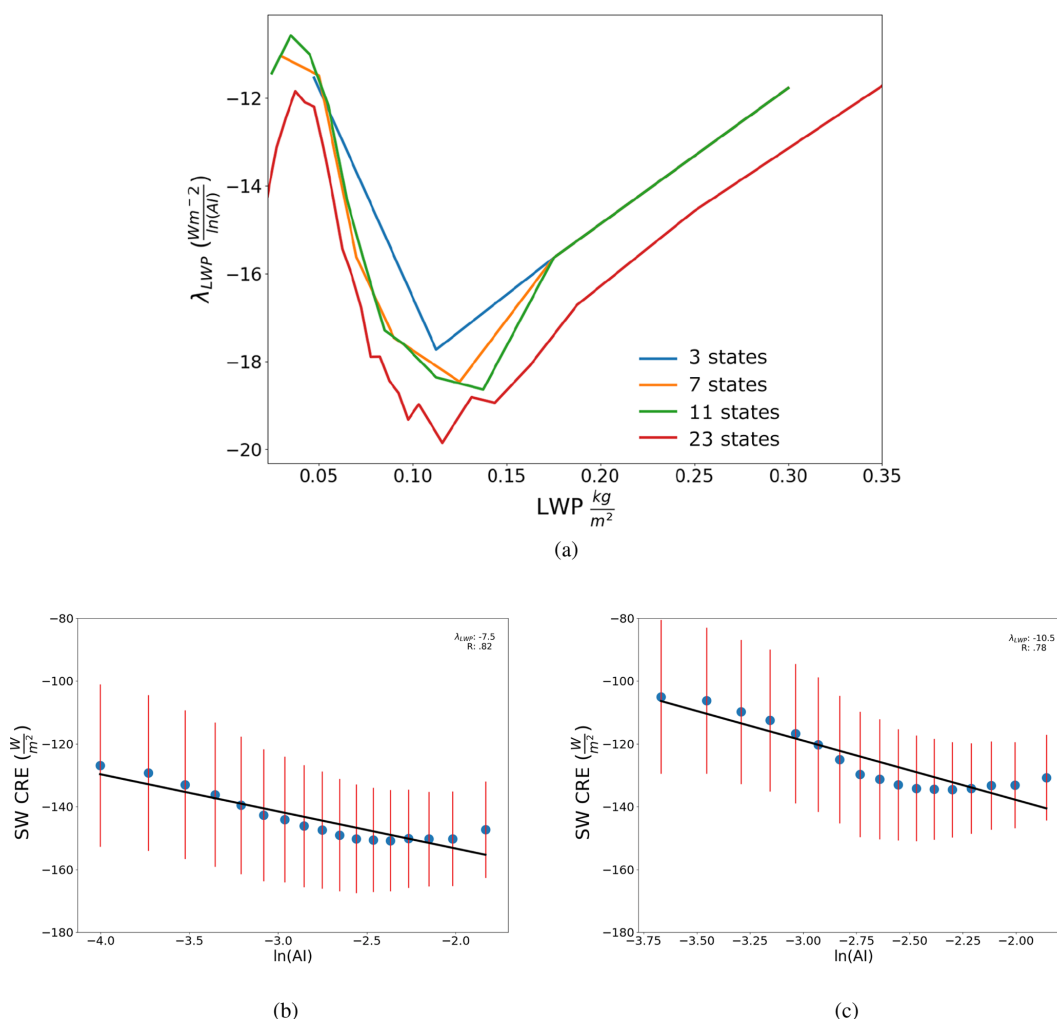 −12
−14
−16
−18
−20
λLWP (Wm−2/ln(AI))
3 states
7 states
11 states
23 states
0.05 0.10 0.15 0.20 0.25 0.30 0.35
LWP kg/m²
(a)
λLWP: -7.5
R: .82
−80
−100
−120
−140
−160
−180
SW CRE (W/m²)
−4.0 −3.5 −3.0 −2.5 −2.0
ln(AI)
(b)
λLWP: -10.5
R: .78
−80
−100
−120
−140
−160
−180
SW CRE (W/m²)
−3.75 −3.50 −3.25 −3.00 −2.75 −2.50 −2.25 −2.00
ln(AI)
(c)